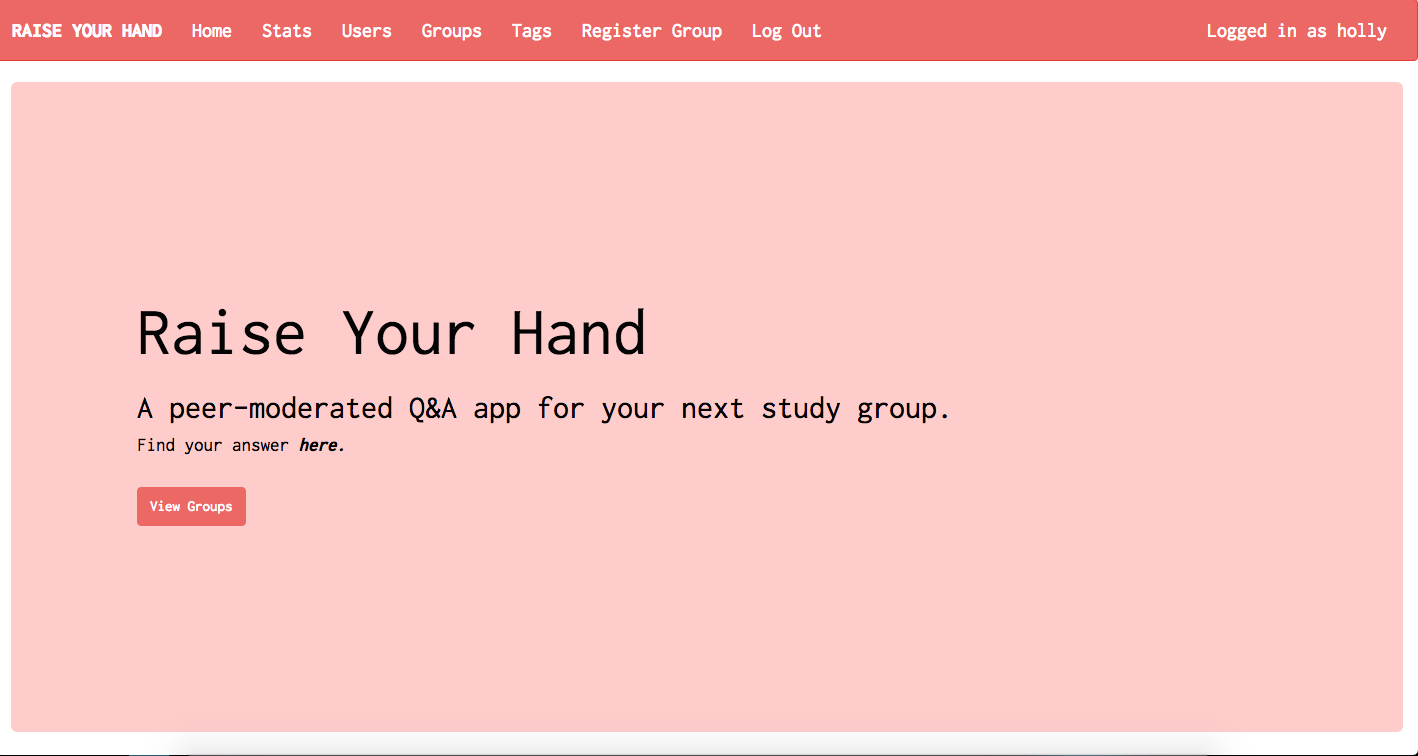 RAISE YOUR HAND Home Stats Users Groups Tags Register Group Log Out Logged in as holly
Raise Your Hand
A peer-moderated Q&A app for your next study group.
Find your answer here.
View Groups